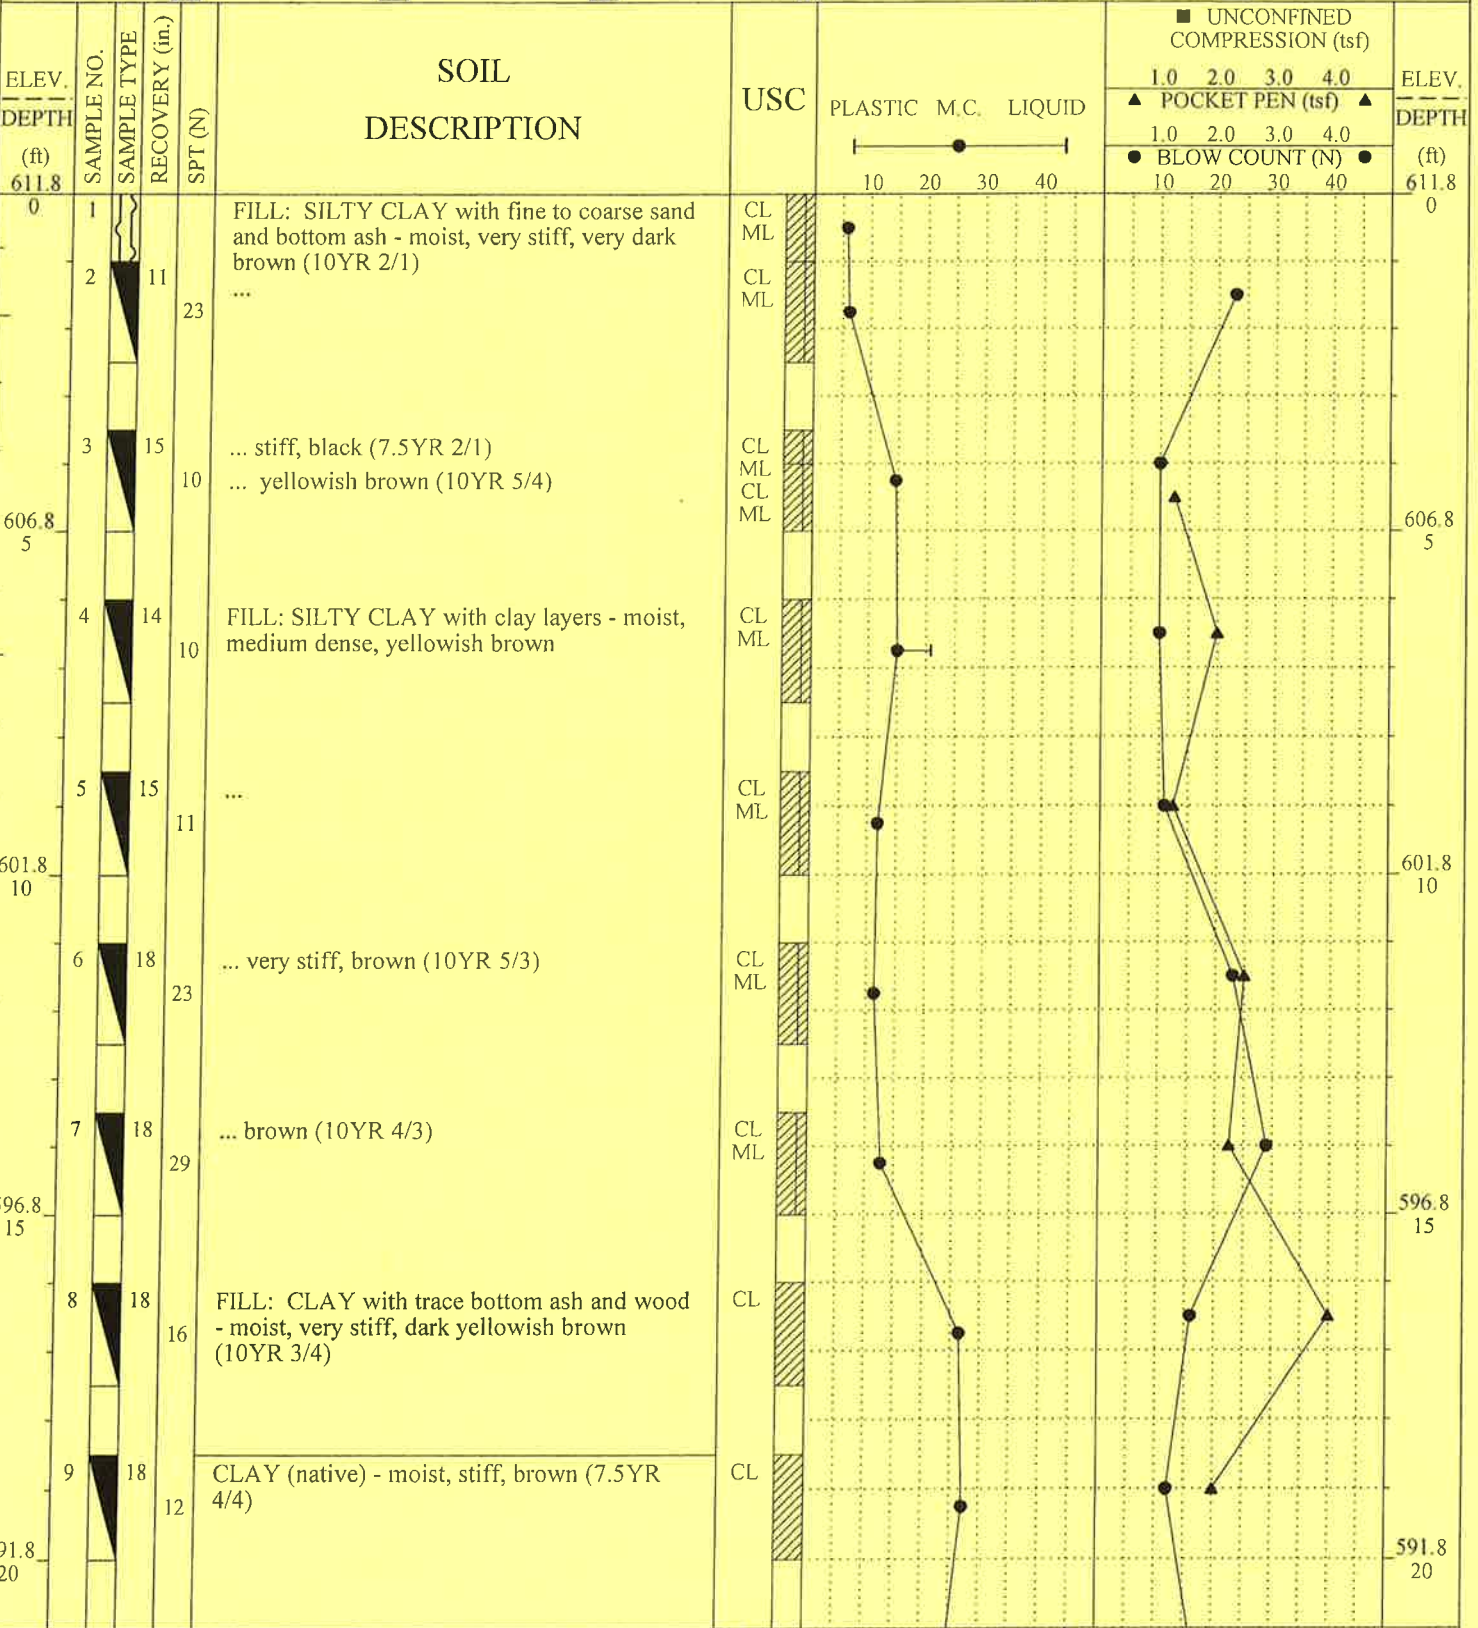 ELEV.
DEPTH
(ft)
611.8
0
SAMPLE NO.
SAMPLE TYPE
RECOVERY (in.)
SPT (N)
SOIL
DESCRIPTION
USC
PLASTIC M.C. LIQUID
10 20 30 40
■ UNCONFINED
COMPRESSION (tsf)
1.0 2.0 3.0 4.0
▲ POCKET PEN (tsf) ▲
1.0 2.0 3.0 4.0
● BLOW COUNT (N) ●
10 20 30 40
ELEV.
DEPTH
(ft)
611.8
0
1
FILL: SILTY CLAY with fine to coarse sand
and bottom ash - moist, very stiff, very dark
brown (10YR 2/1)
CL
ML
2 11
23
...
CL
ML
3 15
10
... stiff, black (7.5YR 2/1)
... yellowish brown (10YR 5/4)
CL
ML
CL
ML
606.8
5
606.8
5
4 14
10
FILL: SILTY CLAY with clay layers - moist,
medium dense, yellowish brown
CL
ML
5 15
11
...
CL
ML
601.8
10
601.8
10
6 18
23
... very stiff, brown (10YR 5/3)
CL
ML
7 18
29
... brown (10YR 4/3)
CL
ML
96.8
15
596.8
15
8 18
16
FILL: CLAY with trace bottom ash and wood
- moist, very stiff, dark yellowish brown
(10YR 3/4)
CL
9 18
12
CLAY (native) - moist, stiff, brown (7.5YR
4/4)
CL
91.8
20
591.8
20